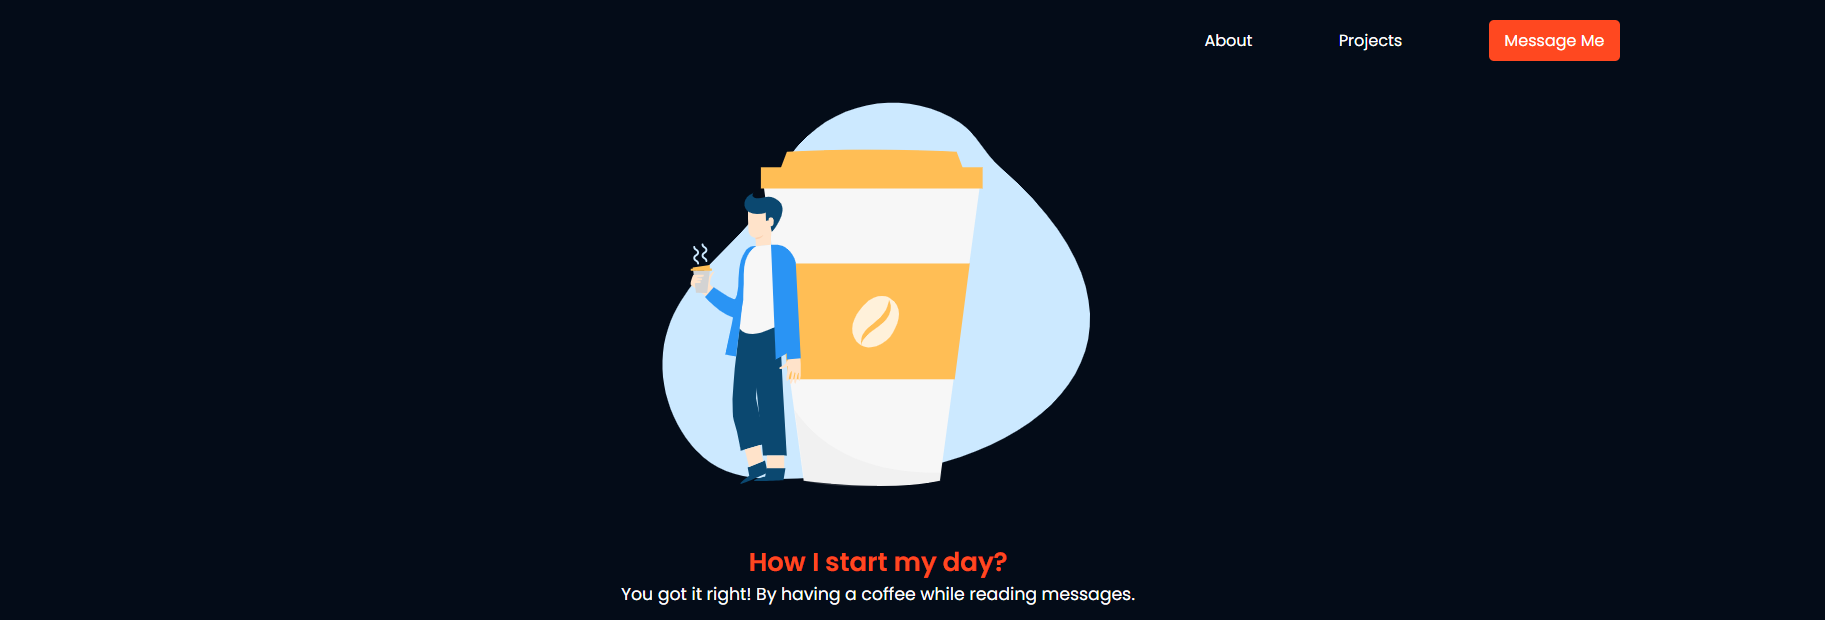 About Projects Message Me
How I start my day?
You got it right! By having a coffee while reading messages.